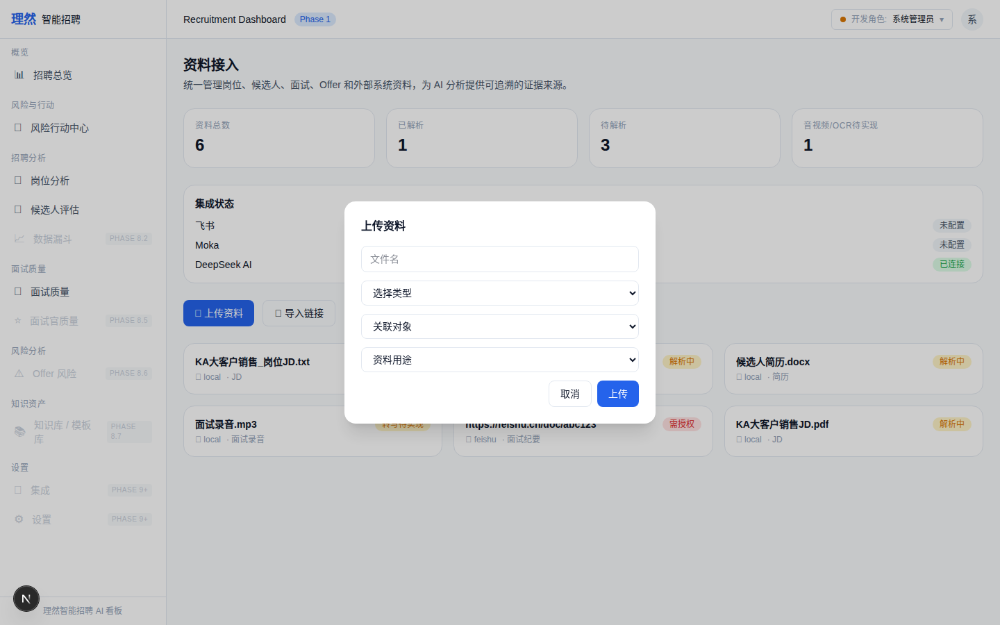 理然 智能招聘
Recruitment Dashboard Phase 1
开发角色: 系统管理员 ▾
系
概览
招聘总览
风险与行动
风险行动中心
招聘分析
岗位分析
候选人评估
数据漏斗 PHASE 8.2
面试质量
面试质量
面试官质量 PHASE 8.5
风险分析
Offer 风险 PHASE 8.6
知识资产
知识库 / 模板
库
PHASE
8.7
设置
集成 PHASE 9+
设置 PHASE 9+
N
理然智能招聘 AI 看板
资料接入
统一管理岗位、候选人、面试、Offer 和外部系统资料，为 AI 分析提供可追溯的证据来源。
资料总数
6
已解析
1
待解析
3
音视频/OCR待实现
1
集成状态
飞书 未配置
Moka 未配置
DeepSeek AI 已连接
上传资料 导入链接
KA大客户销售_岗位JD.txt
local · JD
解析中
候选人简历.docx 解析中
local · 简历
面试录音.mp3 转写待实现
local · 面试录音
https://feishu.cn/doc/abc123 需授权
feishu · 面试纪要
KA大客户销售JD.pdf 解析中
local · JD
上传资料
文件名
选择类型
关联对象
资料用途
取消 上传